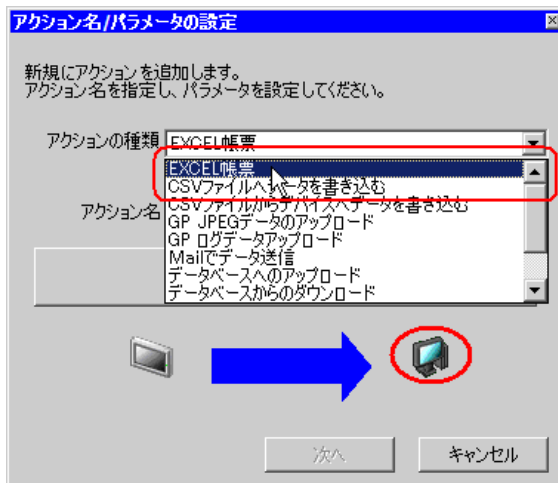 アクション名/パラメータの設定
新規にアクションを追加します。
アクション名を指定し、パラメータを設定してください。
アクションの種類 EXCEL帳票
EXCEL帳票
CSVファイルへデータを書き込む
アクション名 CSVファイルからデバイスへデータを書き込む
GP JPEGデータのアップロード
GP ログデータアップロード
Mailでデータ送信
データベースへのアップロード
データベースからのダウンロード
次へ キャンセル